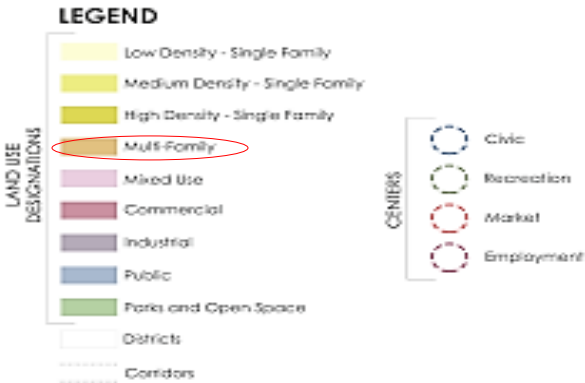 LEGEND
LAND USE DESIGNATIONS
Low Density - Single Family
Medium Density - Single Family
High Density - Single Family
Multi-Family
Mixed Use
Commercial
Industrial
Public
Parks and Open Space
Districts
Corridors
CENTERS
Civic
Recreation
Market
Employment